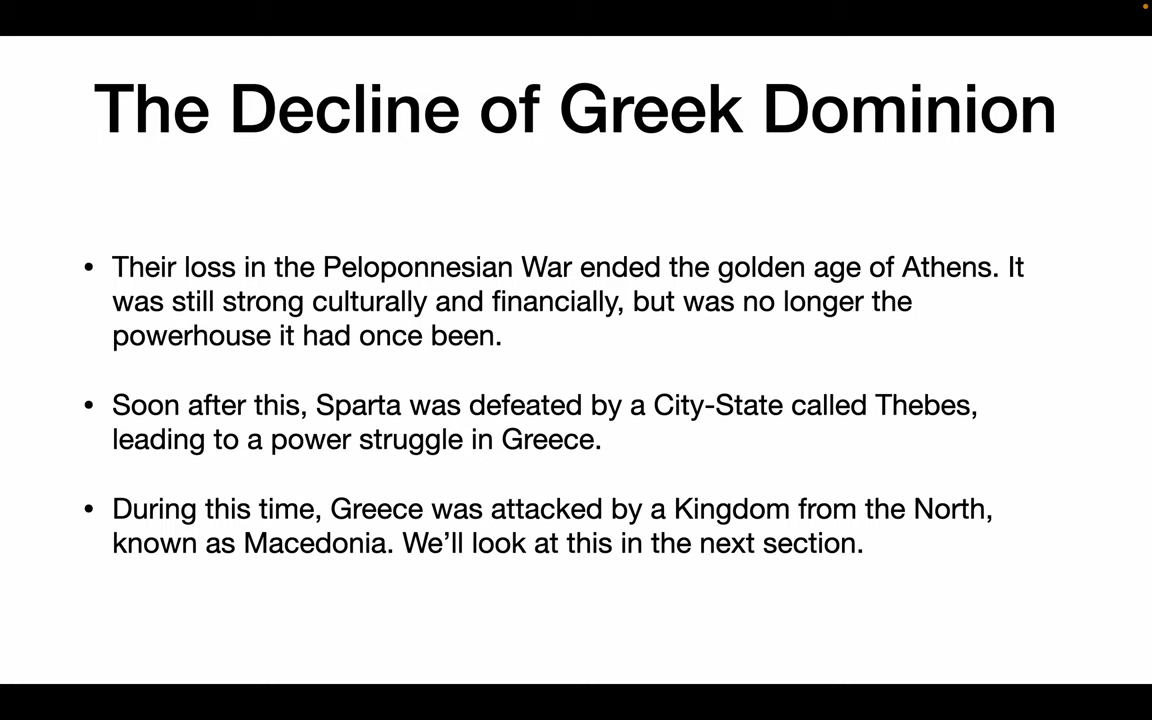 The Decline of Greek Dominion
• Their loss in the Peloponnesian War ended the golden age of Athens. It
was still strong culturally and financially, but was no longer the
powerhouse it had once been.
• Soon after this, Sparta was defeated by a City-State called Thebes,
leading to a power struggle in Greece.
• During this time, Greece was attacked by a Kingdom from the North,
known as Macedonia. We’ll look at this in the next section.